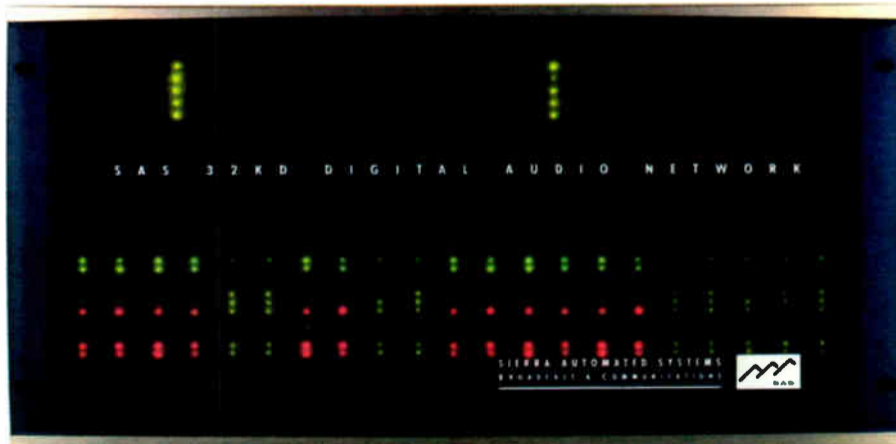 SAS 32KD DIGITAL AUDIO NETWORK
SIERRA AUTOMATED SYSTEMS
BROADCAST & COMMUNICATIONS
SAS